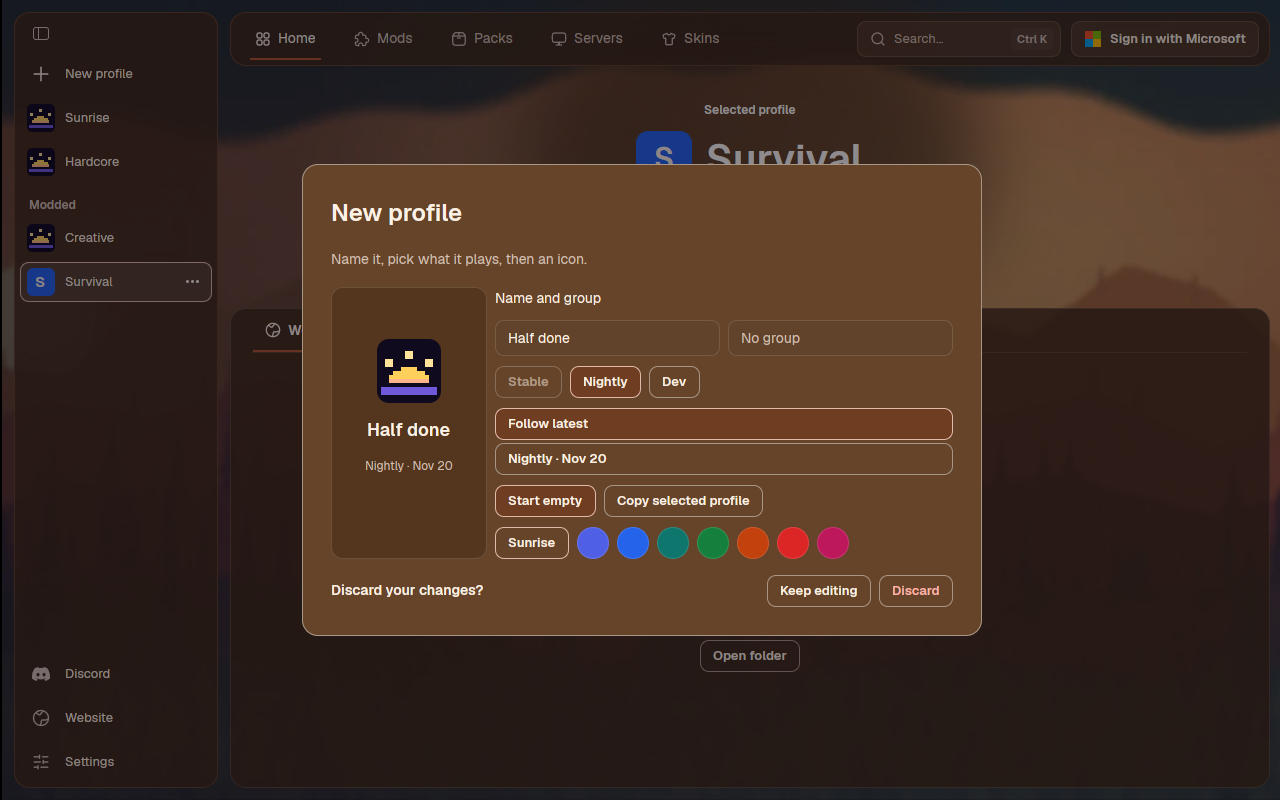 New profile
Sunrise
Hardcore
Modded
Creative
S Survival
Discord
Website
Settings
Home Mods Packs Servers Skins
Search... Ctrl K
Sign in with Microsoft
Selected profile
S Survival
W
New profile
Name it, pick what it plays, then an icon.
Half done
Nightly · Nov 20
Name and group
Half done No group
Stable Nightly Dev
Follow latest
Nightly · Nov 20
Start empty Copy selected profile
Sunrise
Discard your changes? Keep editing Discard
Open folder